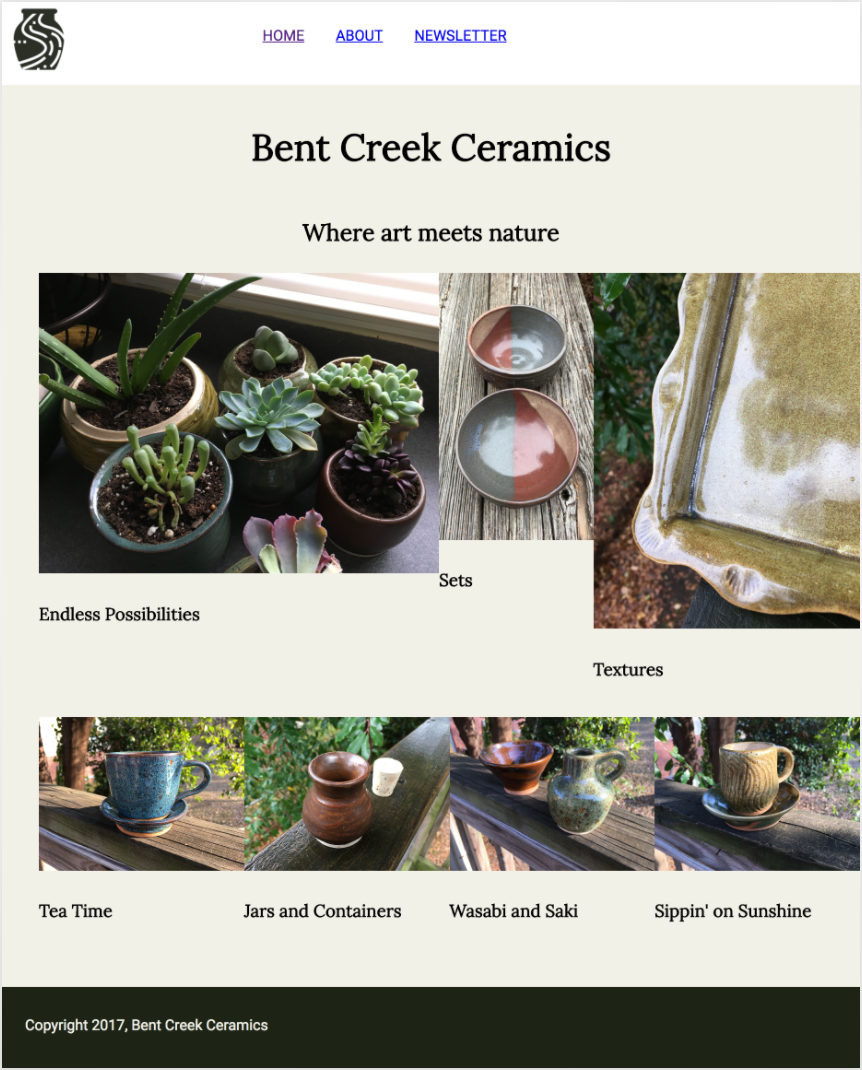 HOME ABOUT NEWSLETTER
Bent Creek Ceramics
Where art meets nature
Endless Possibilities
Sets
Textures
Tea Time
Jars and Containers
Wasabi and Saki
Sippin' on Sunshine
Copyright 2017, Bent Creek Ceramics